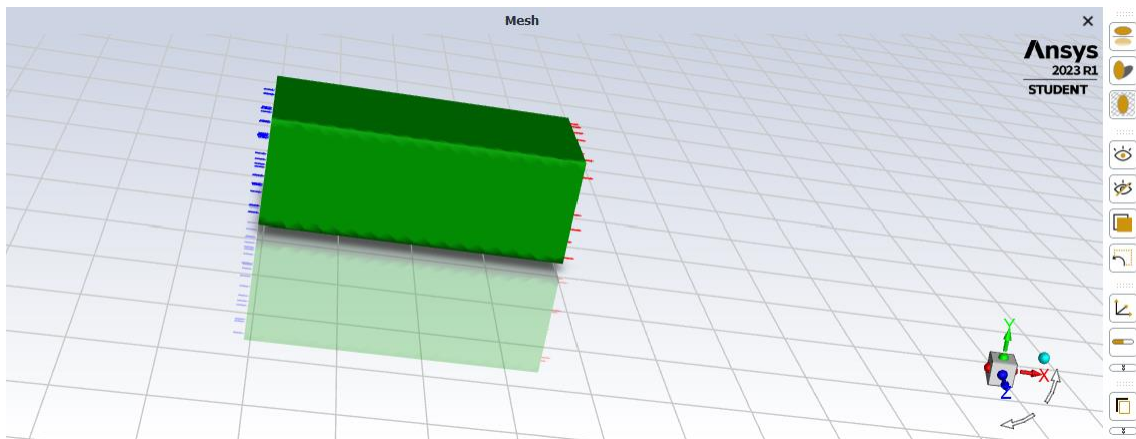 Mesh
Ansys
2023 R1
STUDENT
Y
X
Z